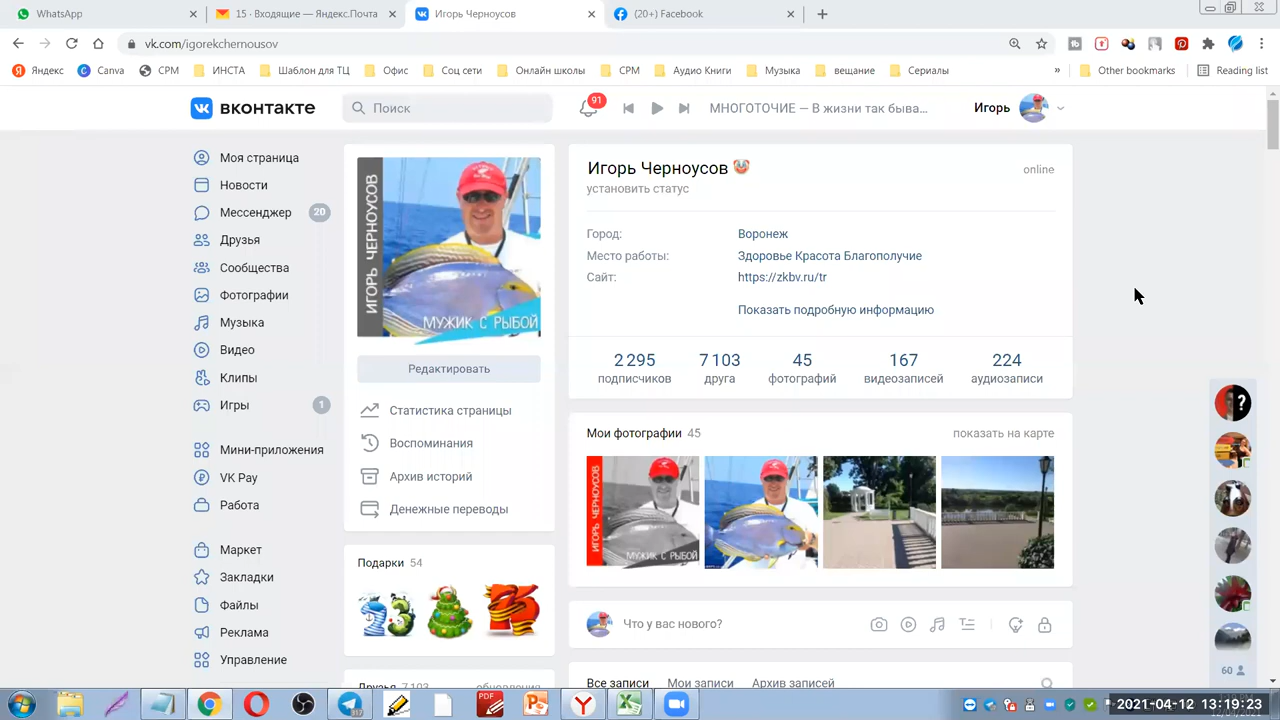 WhatsApp
15 · Входящие — Яндекс.Почта
Игорь Черноусов
(20+) Facebook
vk.com/igorekchernousov
Яндекс
Canva
СРМ
ИНСТА
Шаблон для ТЦ
Офис
Соц сети
Онлайн школы
СРМ
Аудио Книги
Музыка
вещание
Сериалы
»
Other bookmarks
Reading list
вконтакте
Поиск
91
МНОГОТОЧИЕ — В жизни так быва...
Игорь
Моя страница
Новости
Мессенджер 20
Друзья
Сообщества
Фотографии
Музыка
Видео
Клипы
Игры 1
Мини-приложения
VK Pay
Работа
Маркет
Закладки
Файлы
Реклама
Управление
ИГОРЬ ЧЕРНОУСОВ
МУЖИК С РЫБОЙ
Редактировать
Статистика страницы
Воспоминания
Архив историй
Денежные переводы
Подарки 54
Друзья 7 103 обновления
Игорь Черноусов
online
установить статус
Город: Воронеж
Место работы: Здоровье Красота Благополучие
Сайт: https://zkbv.ru/tr
Показать подробную информацию
2 295 подписчиков
7 103 друга
45 фотографий
167 видеозаписей
224 аудиозаписи
Мои фотографии 45
показать на карте
ИГОРЬ ЧЕРНОУСОВ
МУЖИК С РЫБОЙ
Что у вас нового?
Все записи
Мои записи
Архив записей
?
60
PDF
2021-04-12 13:19:23